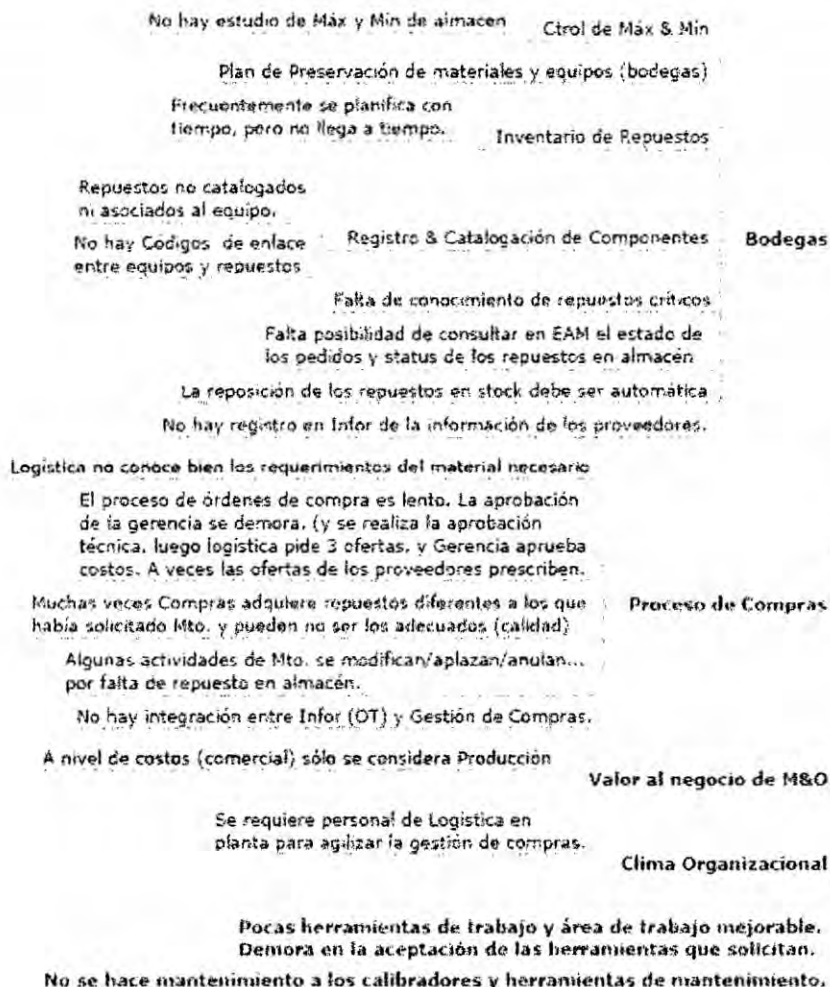 No hay estudio de Máx y Min de almacen
Ctrol de Máx & Min
Plan de Preservación de materiales y equipos (bodegas)
Frecuentemente se planifica con
tiempo, pero no llega a tiempo.
Inventario de Repuestos
Repuestos no catalogados
ni asociados al equipo.
No hay Códigos de enlace
entre equipos y repuestos
Registro & Catalogación de Componentes
Bodegas
Falta de conocimiento de repuestos críticos
Falta posibilidad de consultar en EAM el estado de
los pedidos y status de los repuestos en almacén
La reposición de los repuestos en stock debe ser automática
No hay registro en Infor de la información de los proveedores.
Logística no conoce bien los requerimientos del material necesario
El proceso de órdenes de compra es lento. La aprobación
de la gerencia se demora. (y se realiza la aprobación
técnica, luego logística pide 3 ofertas, y Gerencia aprueba
costos. A veces las ofertas de los proveedores prescriben.
Muchas veces Compras adquiere repuestos diferentes a los que
había solicitado Mto. y pueden no ser los adecuados (calidad)
Proceso de Compras
Algunas actividades de Mto. se modifican/aplazan/anulan...
por falta de repuesto en almacén.
No hay integración entre Infor (OT) y Gestión de Compras.
A nivel de costos (comercial) sólo se considera Producción
Valor al negocio de M&O
Se requiere personal de Logística en
planta para agilizar la gestión de compras.
Clima Organizacional
Pocas herramientas de trabajo y área de trabajo mejorable.
Demora en la aceptación de las herramientas que solicitan.
No se hace mantenimiento a los calibradores y herramientas de mantenimiento.